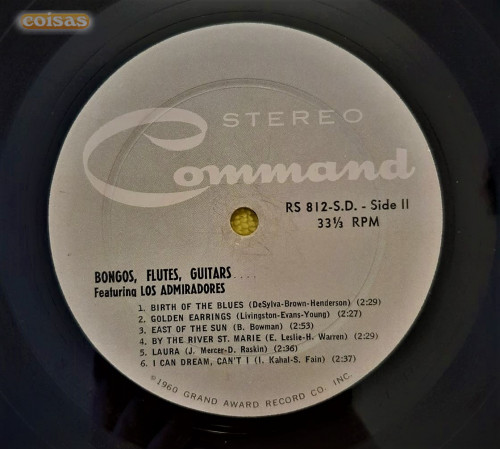 coisas
STEREO
Command
RS 812-S.D. - Side II
33⅓ RPM
BONGOS, FLUTES, GUITARS....
Featuring LOS ADMIRADORES
1. BIRTH OF THE BLUES (DeSylva-Brown-Henderson) (2:29)
2. GOLDEN EARRINGS (Livingston-Evans-Young) (2:27)
3. EAST OF THE SUN (B. Bowman) (2:53)
4. BY THE RIVER ST. MARIE (E. Leslie-H. Warren) (2:29)
5. LAURA (J. Mercer-D. Raskin) (2:36)
6. I CAN DREAM, CAN'T I (I. Kahal-S. Fain) (2:37)
©1960 GRAND AWARD RECORD CO. INC.